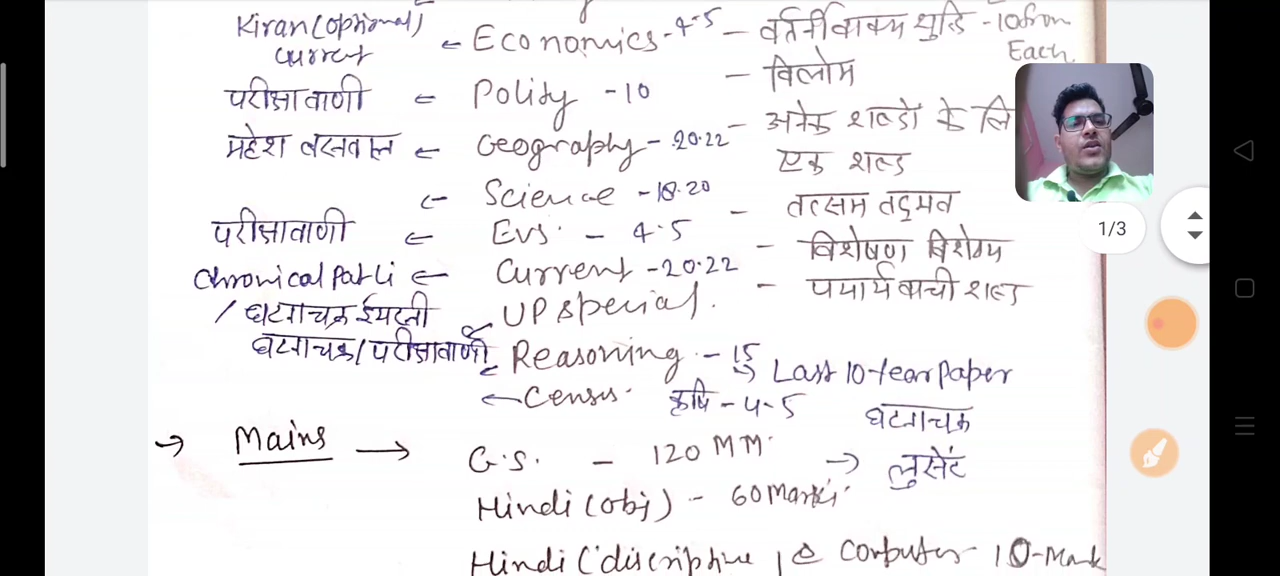 Kiran(optional)
Current
← Economics - 4-5 – वर्तनी वाक्य शुद्धि - 10 from
Each
– विलोम
परीक्षावाणी ← Polity - 10
– अनेक शब्दों के लि
महेश ← Geography - 20-22
एक शब्द
← Science - 18-20
– तत्सम तद्भव
परीक्षावाणी ← Evs. - 4-5
– विशेषण विशेष्य
Chronical ← Current - 20-22
– पर्यायवाची शब्द
/ घटनाचक्र UP special.
घटनाचक्र/परीक्षावाणी Reasoning - 15
→ Last 10-Year paper
← Census. कृषि - 4-5
घटनाचक्र
→ Mains → G.S. - 120 MM.
→ लुसेंट
Hindi (obj) - 60 Marks.
Hindi (discriptive) Computer 10-Mark
1/3